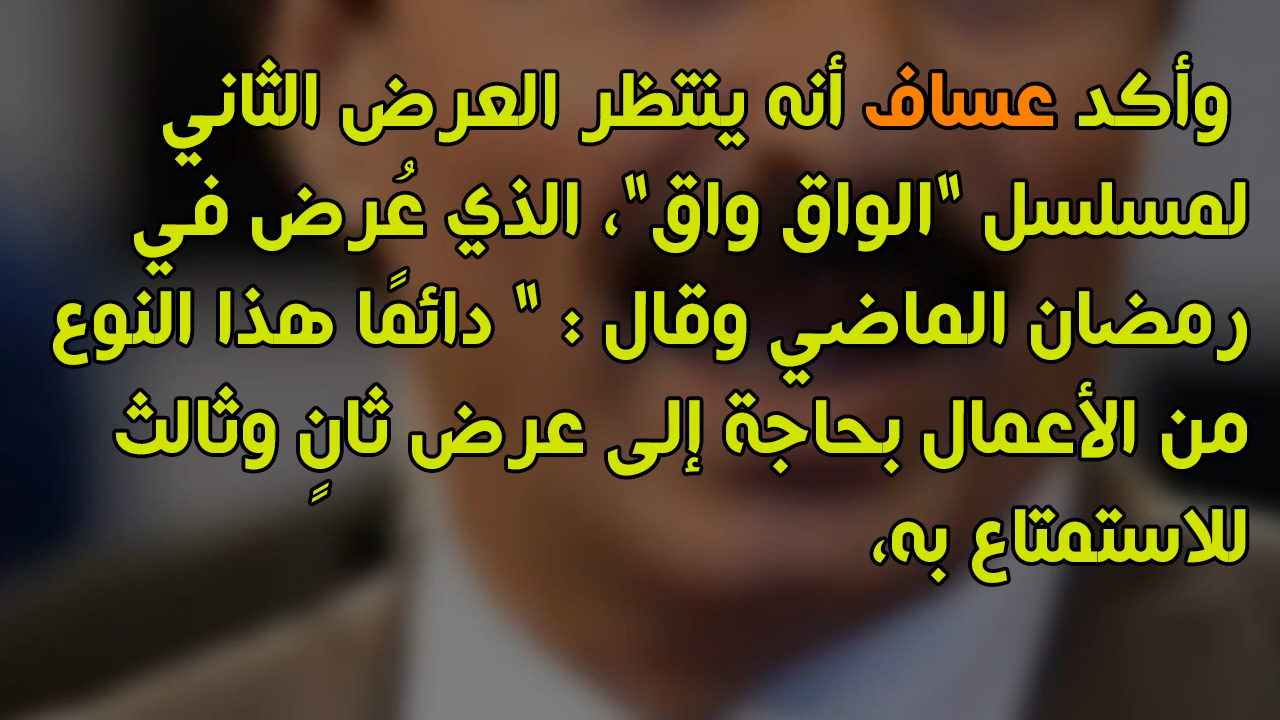 وأكد عساف أنه ينتظر العرض الثاني
لمسلسل "الواق واق"، الذي عُرض في
رمضان الماضي وقال : " دائمًا هذا النوع
من الأعمال بحاجة إلى عرض ثانٍ وثالث
للاستمتاع به،